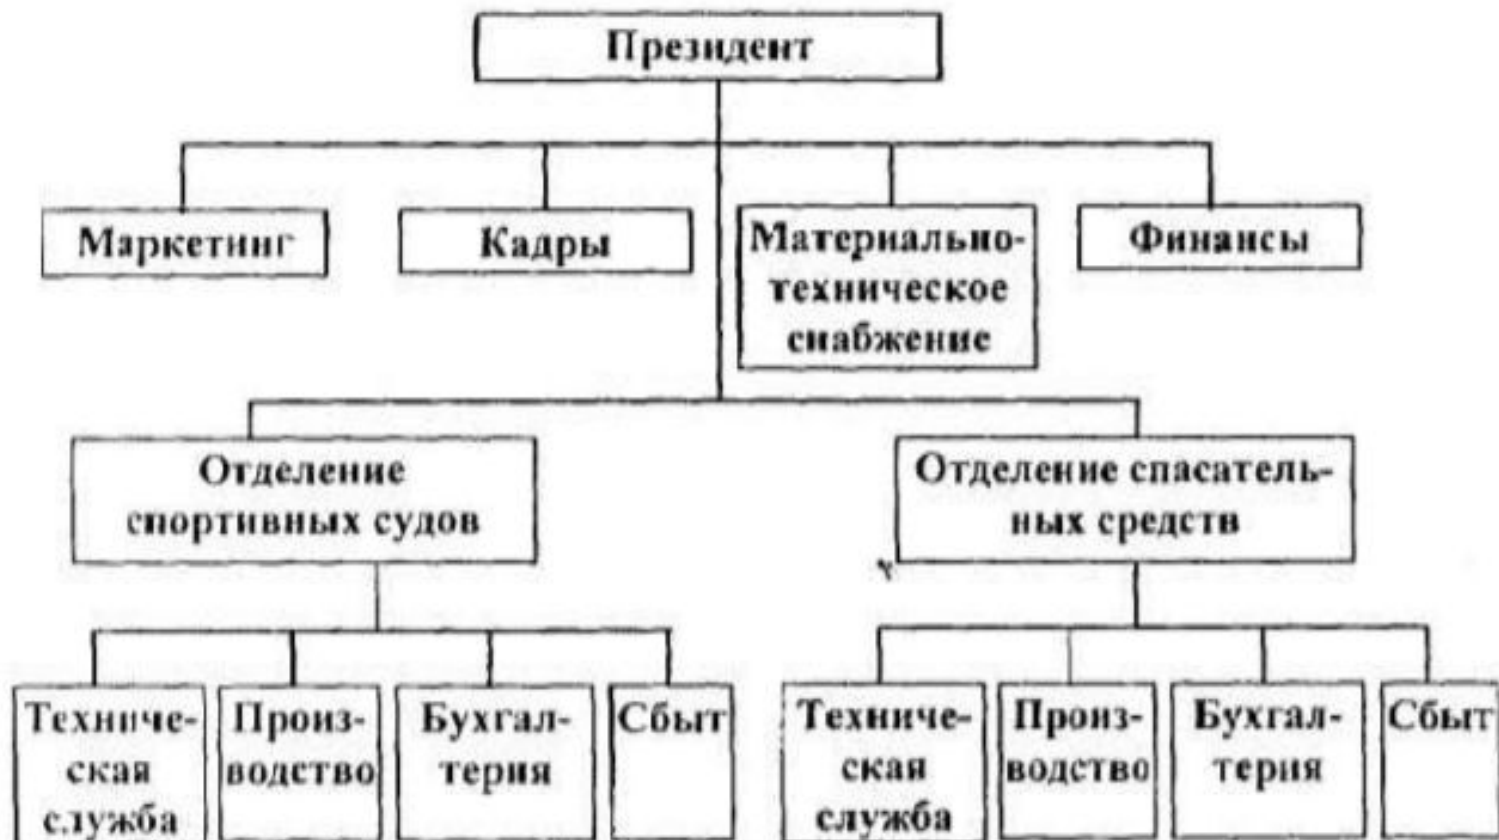 Президент
Маркетинг
Кадры
Материально-
техническое
снабжение
Финансы
Отделение
спортивных судов
Отделение спасатель-
ных средств
Техниче-
ская
служба
Произ-
водство
Бухгал-
терия
Сбыт
Техниче-
ская
служба
Произ-
водство
Бухгал-
терия
Сбыт